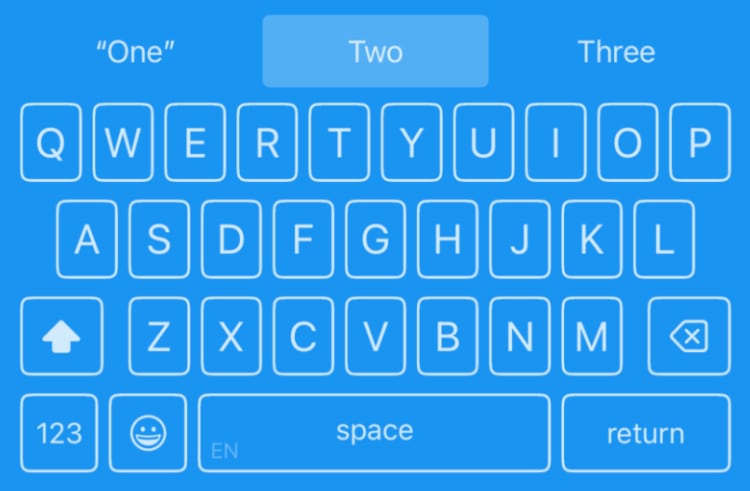 “One” Two Three
Q W E R T Y U I O P
A S D F G H J K L
Z X C V B N M
123 EN space return